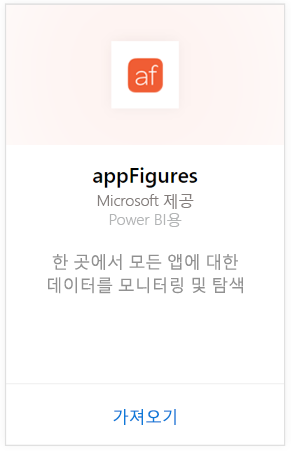 af
appFigures
Microsoft 제공
Power BI용
한 곳에서 모든 앱에 대한
데이터를 모니터링 및 탐색
가져오기